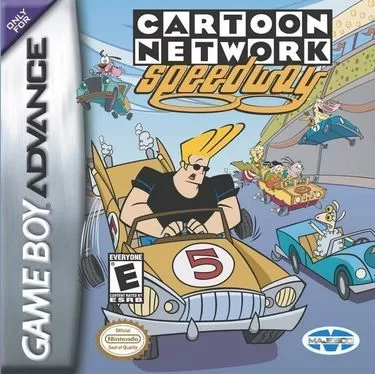 ONLY
FOR
GAME BOY ADVANCE
CARTOON
NETWORK
speedway
5
EVERYONE
E
CONTENT RATED BY
ESRB
Official
Nintendo
Seal of Quality
MAJESCO